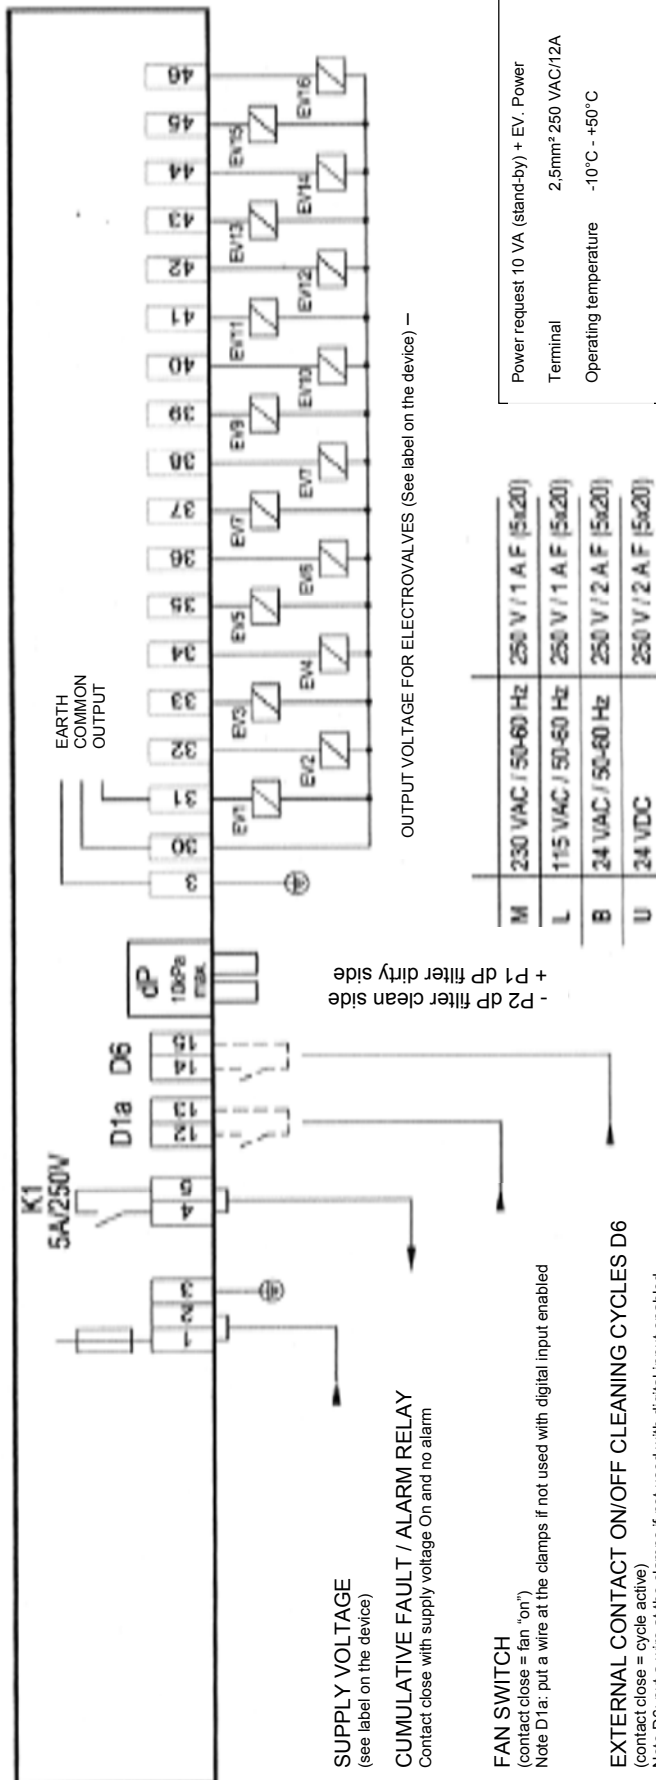 K1
5A/250V
D1a
D6
dP
10kPa
max.
EARTH
COMMON
OUTPUT
1 2 3
4 5
12 13
14 15
3 30 31 32 33 34 35 36 37 38 39 40 41 42 43 44 45 46
EV1
EV2
EV3
EV4
EV5
EV6
EV7
EV7
EV9
EV10
EV11
EV12
EV13
EV14
EV15
EV16
- P2 dP filter clean side
+ P1 dP filter dirty side
OUTPUT VOLTAGE FOR ELECTROVALVES (See label on the device) –
SUPPLY VOLTAGE
(see label on the device)
CUMULATIVE FAULT / ALARM RELAY
Contact close with supply voltage On and no alarm
FAN SWITCH
(contact close = fan “on”)
Note D1a: put a wire at the clamps if not used with digital input enabled
EXTERNAL CONTACT ON/OFF CLEANING CYCLES D6
(contact close = cycle active)
M 230 VAC / 50-60 Hz 250 V / 1 A F (5x20)
L 115 VAC / 50-60 Hz 250 V / 1 A F (5x20)
B 24 VAC / 50-60 Hz 250 V / 2 A F (5x20)
U 24 VDC 250 V / 2 A F (5x20)
Power request 10 VA (stand-by) + EV. Power
Terminal 2,5mm² 250 VAC/12A
Operating temperature -10°C - +50°C